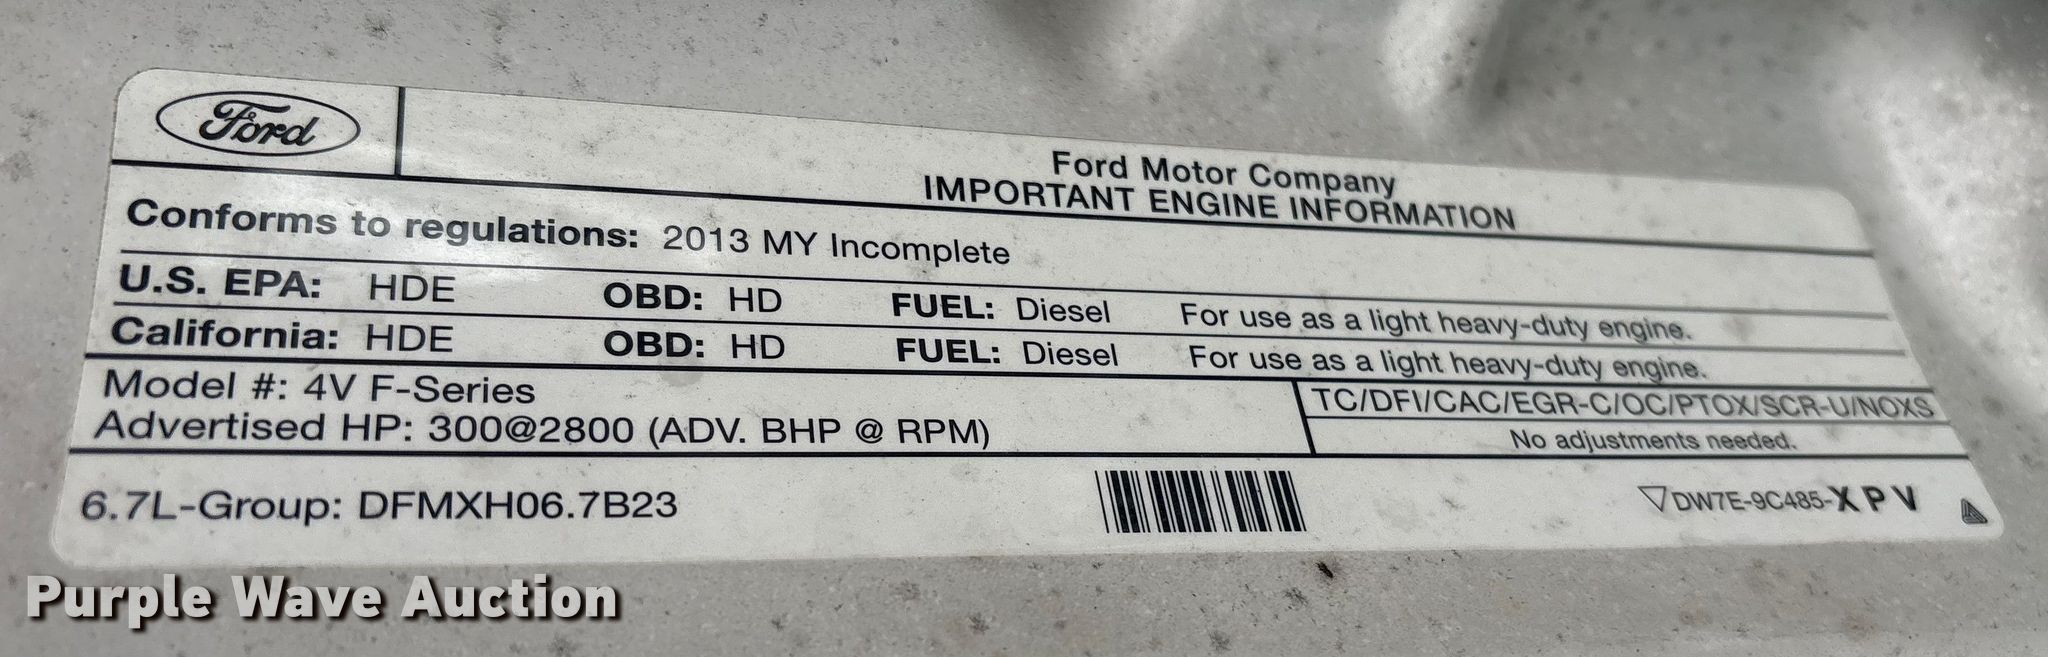 Ford
Ford Motor Company
IMPORTANT ENGINE INFORMATION
Conforms to regulations: 2013 MY Incomplete
U.S. EPA: HDE OBD: HD FUEL: Diesel For use as a light heavy-duty engine.
California: HDE OBD: HD FUEL: Diesel For use as a light heavy-duty engine.
Model #: 4V F-Series
TC/DFI/CAC/EGR-C/OC/PTOX/SCR-U/NOXS
Advertised HP: 300@2800 (ADV. BHP @ RPM)
No adjustments needed.
6.7L-Group: DFMXH06.7B23
DW7E-9C485-XPV
Purple Wave Auction